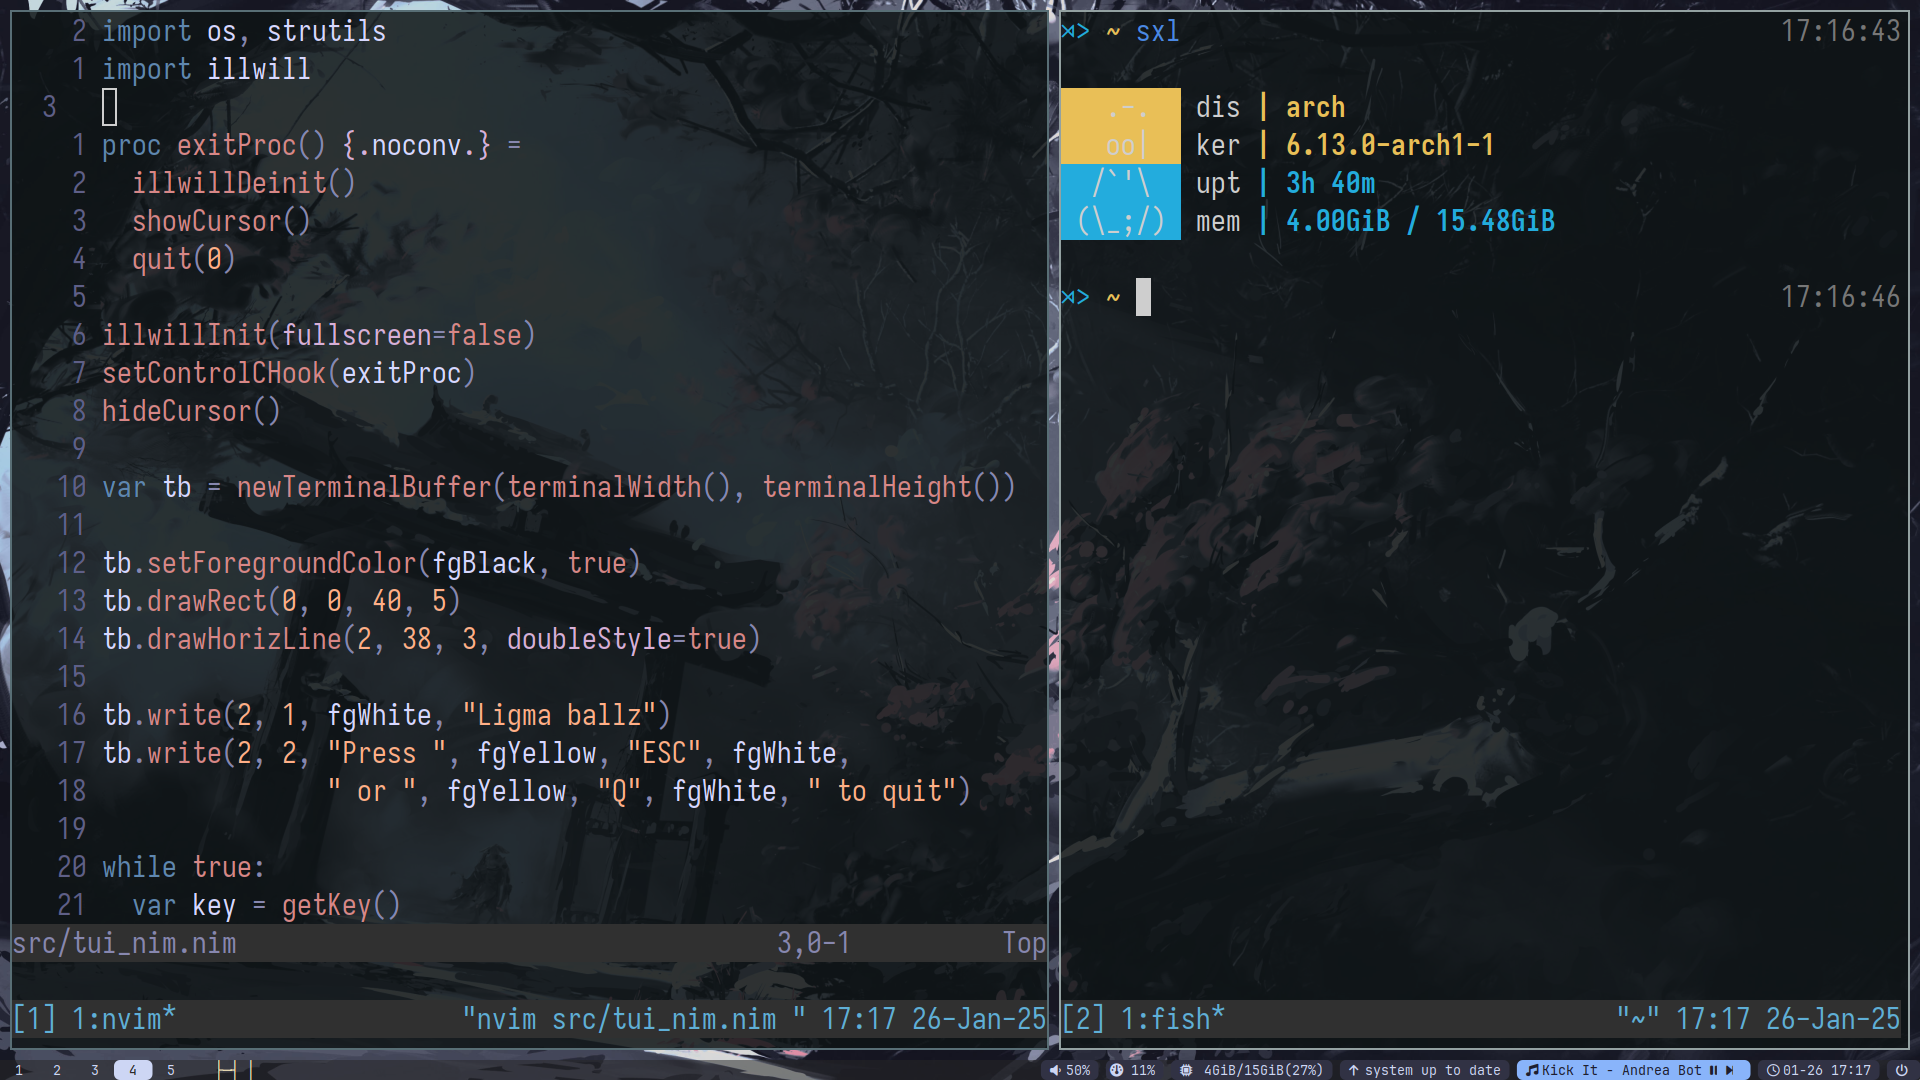 2 import os, strutils
1 import illwill
3
1 proc exitProc() {.noconv.} =
2   illwillDeinit()
3   showCursor()
4   quit(0)
5
6 illwillInit(fullscreen=false)
7 setControlCHook(exitProc)
8 hideCursor()
9
10 var tb = newTerminalBuffer(terminalWidth(), terminalHeight())
11
12 tb.setForegroundColor(fgBlack, true)
13 tb.drawRect(0, 0, 40, 5)
14 tb.drawHorizLine(2, 38, 3, doubleStyle=true)
15
16 tb.write(2, 1, fgWhite, "Ligma ballz")
17 tb.write(2, 2, "Press ", fgYellow, "ESC", fgWhite,
18                " or ", fgYellow, "Q", fgWhite, " to quit")
19
20 while true:
21   var key = getKey()
src/tui_nim.nim 3,0-1 Top
[1] 1:nvim* "nvim src/tui_nim.nim " 17:17 26-Jan-25
⋊> ~ sxl 17:16:43
.-. dis | arch
oo| ker | 6.13.0-arch1-1
/`'\ upt | 3h 40m
(\_;/) mem | 4.00GiB / 15.48GiB
⋊> ~ 17:16:46
[2] 1:fish* "~" 17:17 26-Jan-25
1 2 3 4 5 50% 11% 4GiB/15GiB(27%) ↑ system up to date Kick It - Andrea Bot 01-26 17:17